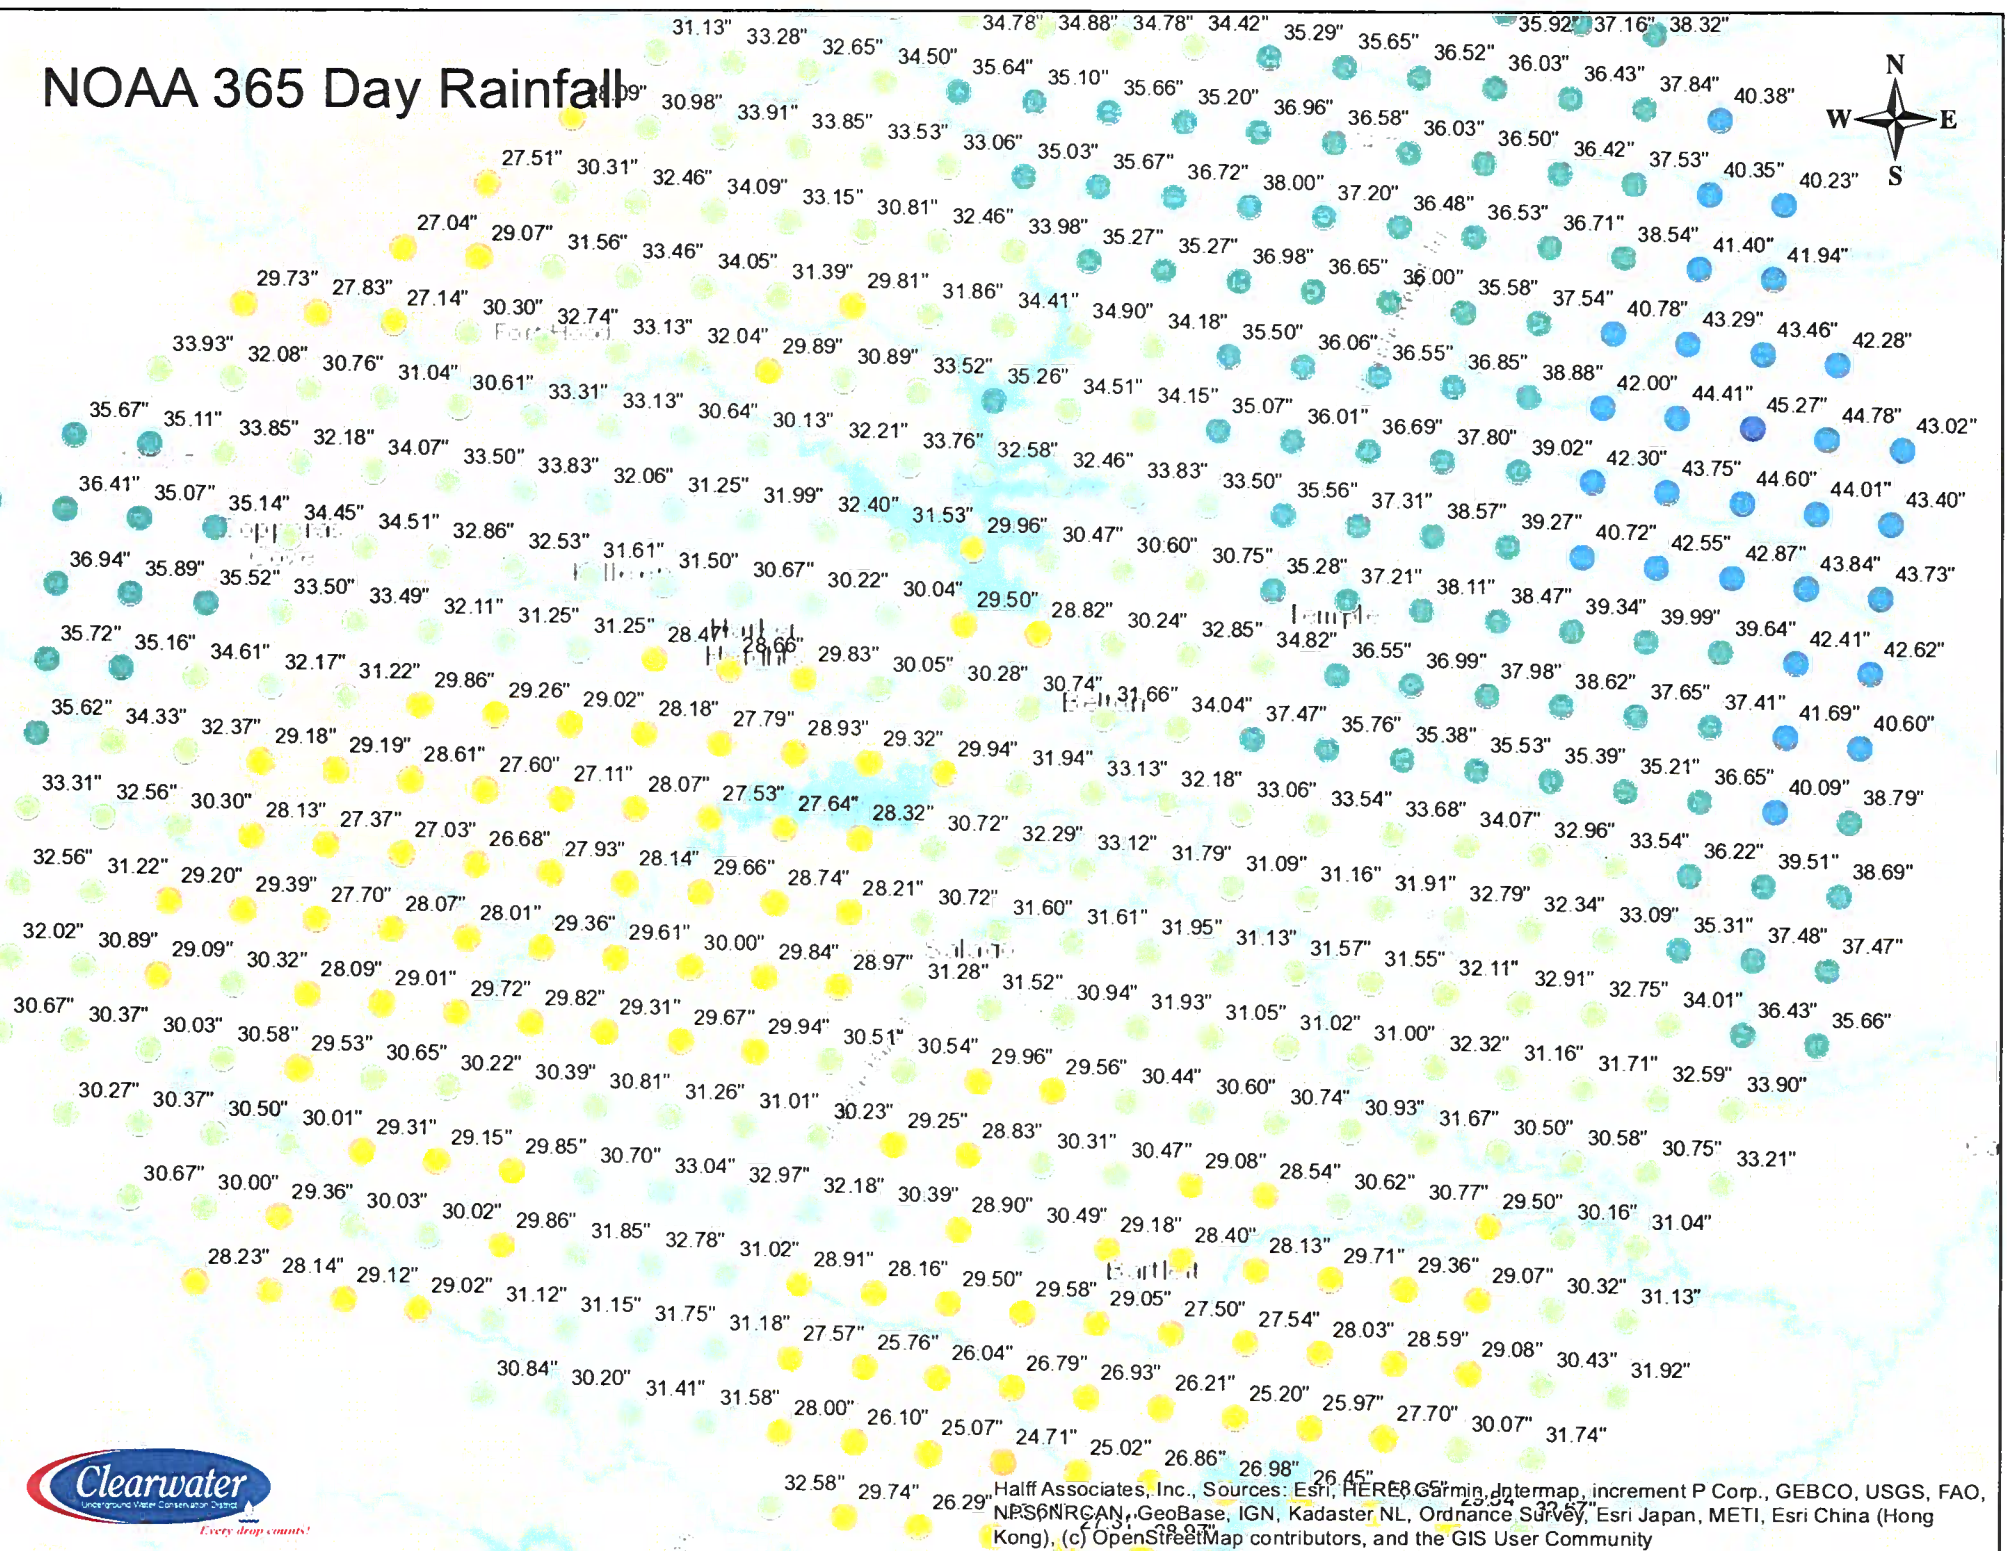 31.13" 33.28" 32.65" 34.50" 35.64" 35.10" 35.66" 35.20" 36.96" 36.58" 36.03" 36.50" 36.42" 37.53" 40.35" 40.23"
34.78" 34.88" 34.78" 34.42" 35.29" 35.65" 36.52" 36.03" 36.43" 37.84" 40.38"
35.92" 37.16" 38.32"
N
W E
S
NOAA 365 Day Rainfall
30.98" 33.91" 33.85" 33.53" 33.06" 35.03" 35.67" 36.72" 38.00" 37.20" 36.48" 36.53" 36.71" 38.54" 41.40" 41.94"
27.51" 30.31" 32.46" 34.09" 33.15" 30.81" 32.46" 33.98" 35.27" 35.27" 36.98" 36.65" 36.00" 35.58" 37.54" 40.78" 43.29" 43.46" 42.28"
27.04" 29.07" 31.56" 33.46" 34.05" 31.39" 29.81" 31.86" 34.41" 34.90" 34.18" 35.50" 36.06" 36.55" 36.85" 38.88" 42.00" 44.41" 45.27" 44.78" 43.02"
29.73" 27.83" 27.14" 30.30" 32.74" 33.13" 32.04" 29.89" 30.89" 33.52" 35.26" 34.51" 34.15" 35.07" 36.01" 36.69" 37.80" 39.02" 42.30" 43.75" 44.60" 44.01" 43.40"
Fort Hood
33.93" 32.08" 30.76" 31.04" 30.61" 33.31" 33.13" 30.64" 30.13" 32.21" 33.76" 32.58" 32.46" 33.83" 33.50" 35.56" 37.31" 38.57" 39.27" 40.72" 42.55" 42.87" 43.84" 43.73"
35.67" 35.11" 33.85" 32.18" 34.07" 33.50" 33.83" 32.06" 31.25" 31.99" 32.40" 31.53" 29.96" 30.47" 30.60" 30.75" 35.28" 37.21" 38.11" 38.47" 39.34" 39.99" 39.64" 42.41" 42.62"
36.41" 35.07" 35.14" 34.45" 34.51" 32.86" 32.53" 31.61" 31.50" 30.67" 30.22" 30.04" 29.50" 28.82" 30.24" 32.85" 34.82" 36.55" 36.99" 37.98" 38.62" 37.65" 37.41" 41.69" 40.60"
Temple
36.94" 35.89" 35.52" 33.50" 33.49" 32.11" 31.25" 31.25" 28.47" 28.66" 29.83" 30.05" 30.28" 30.74" 31.66" 34.04" 37.47" 35.76" 35.38" 35.53" 35.39" 35.21" 36.65" 40.09" 38.79"
Belton
35.72" 35.16" 34.61" 32.17" 31.22" 29.86" 29.26" 29.02" 28.18" 27.79" 28.93" 29.32" 29.94" 31.94" 33.13" 32.18" 33.06" 33.54" 33.68" 34.07" 32.96" 33.54" 36.22" 39.51" 38.69"
35.62" 34.33" 32.37" 29.18" 29.19" 28.61" 27.60" 27.11" 28.07" 27.53" 27.64" 28.32" 30.72" 32.29" 33.12" 31.79" 31.09" 31.16" 31.91" 32.79" 32.34" 33.09" 35.31" 37.48" 37.47"
33.31" 32.56" 30.30" 28.13" 27.37" 27.03" 26.68" 27.93" 28.14" 29.66" 28.74" 28.21" 30.72" 31.60" 31.61" 31.95" 31.13" 31.57" 31.55" 32.11" 32.91" 32.75" 34.01" 36.43" 35.66"
Salado
32.56" 31.22" 29.20" 29.39" 27.70" 28.07" 28.01" 29.36" 29.61" 30.00" 29.84" 28.97" 31.28" 31.52" 30.94" 31.93" 31.05" 31.02" 31.00" 32.32" 31.16" 31.71" 32.59" 33.90"
32.02" 30.89" 29.09" 30.32" 28.09" 29.01" 29.72" 29.82" 29.31" 29.67" 29.94" 30.51" 30.54" 29.96" 29.56" 30.44" 30.60" 30.74" 30.93" 31.67" 30.50" 30.58" 30.75" 33.21"
30.67" 30.37" 30.03" 30.58" 29.53" 30.65" 30.22" 30.39" 30.81" 31.26" 31.01" 30.23" 29.25" 28.83" 30.31" 30.47" 29.08" 28.54" 30.62" 30.77" 29.50" 30.16" 31.04"
30.27" 30.37" 30.50" 30.01" 29.31" 29.15" 29.85" 30.70" 33.04" 32.97" 32.18" 30.39" 28.90" 30.49" 29.18" 28.40" 28.13" 29.71" 29.36" 29.07" 30.32" 31.13"
Bartlett
30.67" 30.00" 29.36" 30.03" 30.02" 29.86" 31.85" 32.78" 31.02" 28.91" 28.16" 29.50" 29.58" 29.05" 27.50" 27.54" 28.03" 28.59" 29.08" 30.43" 31.92"
28.23" 28.14" 29.12" 29.02" 31.12" 31.15" 31.75" 31.18" 27.57" 25.76" 26.04" 26.79" 26.93" 26.21" 25.20" 25.97" 27.70" 30.07" 31.74"
30.84" 30.20" 31.41" 31.58" 28.00" 26.10" 25.07" 24.71" 25.02" 26.86" 26.98" 26.45"
32.58" 29.74" 26.29"
Clearwater
Underground Water Conservation District
Every drop counts!
Halff Associates, Inc., Sources: Esri, HERE, Garmin, Intermap, increment P Corp., GEBCO, USGS, FAO,
NPS, NRCAN, GeoBase, IGN, Kadaster NL, Ordnance Survey, Esri Japan, METI, Esri China (Hong
Kong), (c) OpenStreetMap contributors, and the GIS User Community